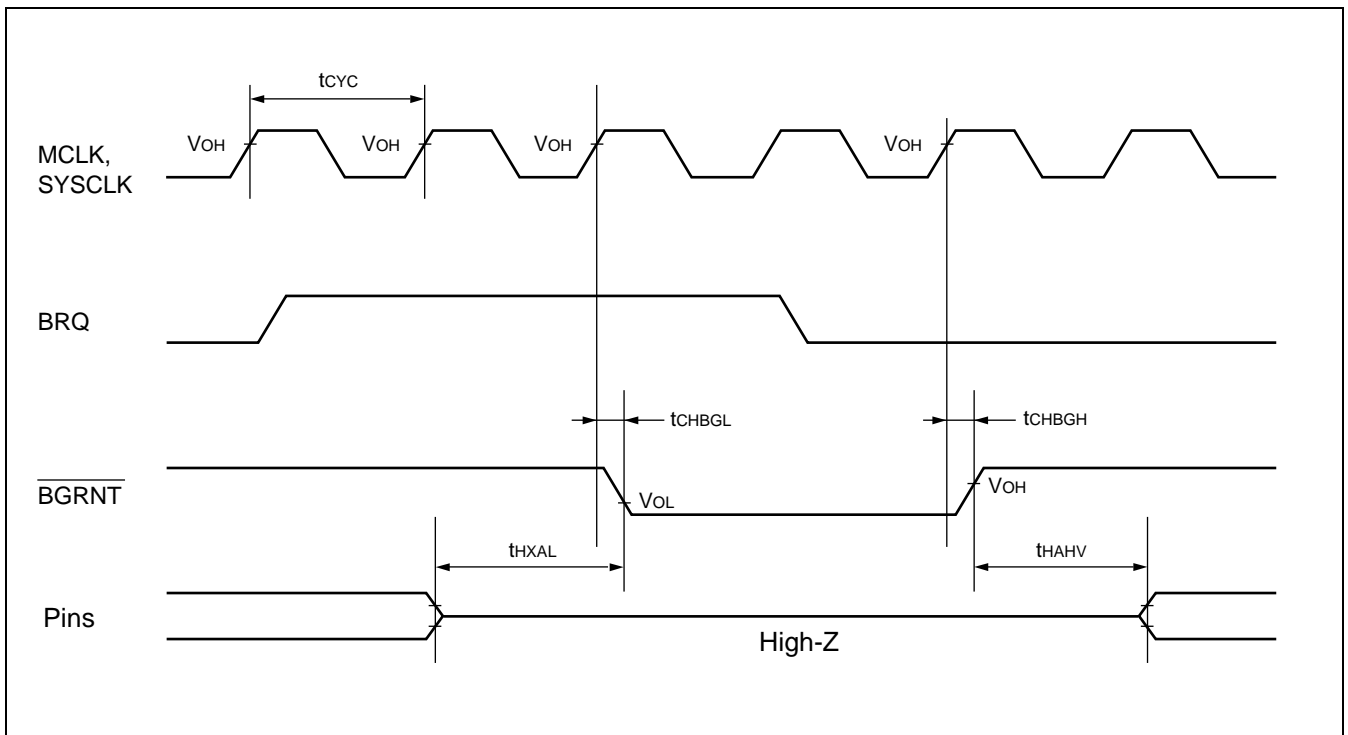 tCYC
VOH VOH VOH VOH
MCLK,
SYSCLK
BRQ
tCHBGL tCHBGH
BGRNT
VOL VOH
tHXAL tHAHV
Pins
High-Z